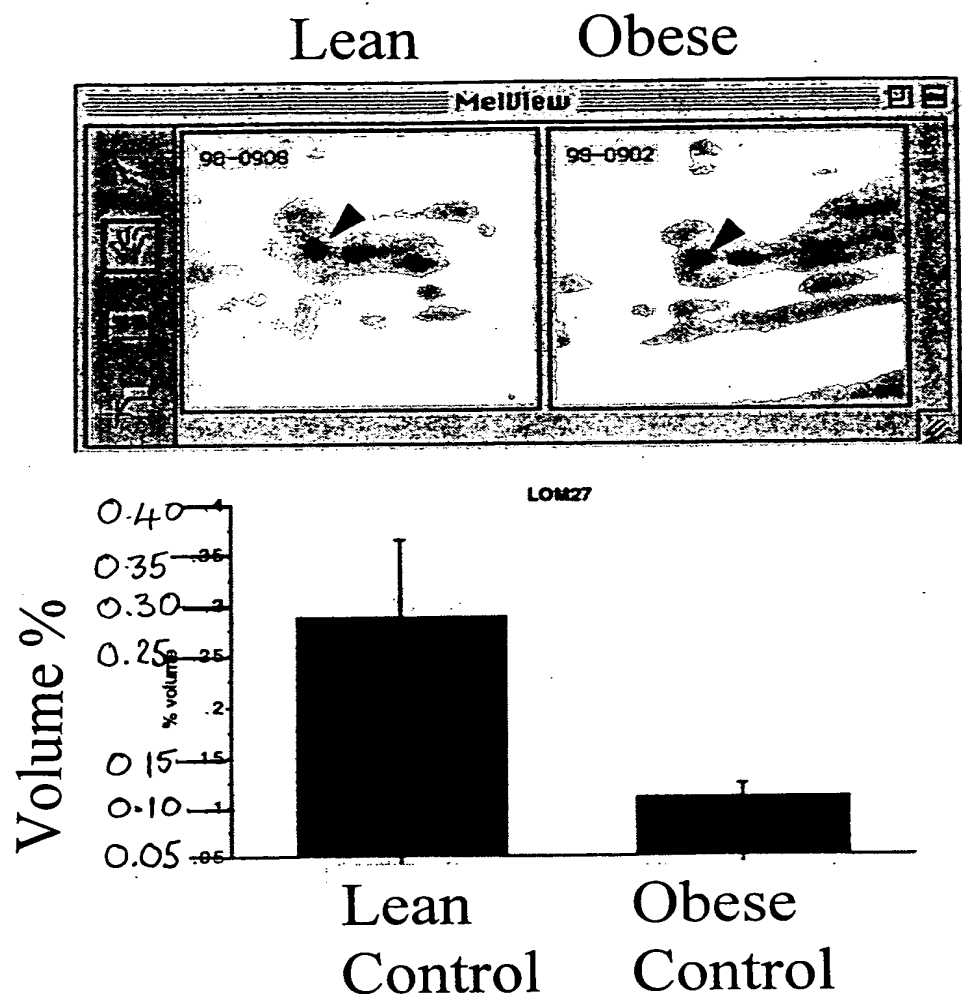 Lean Obese
MelView
98-0908 98-0902
LOM27
0.40 .4
0.35 .35
0.30 .3
0.25 .25
.2
0 15 .15
0.10 .1
0.05 .05
Volume %
% volume
Lean Obese
Control Control